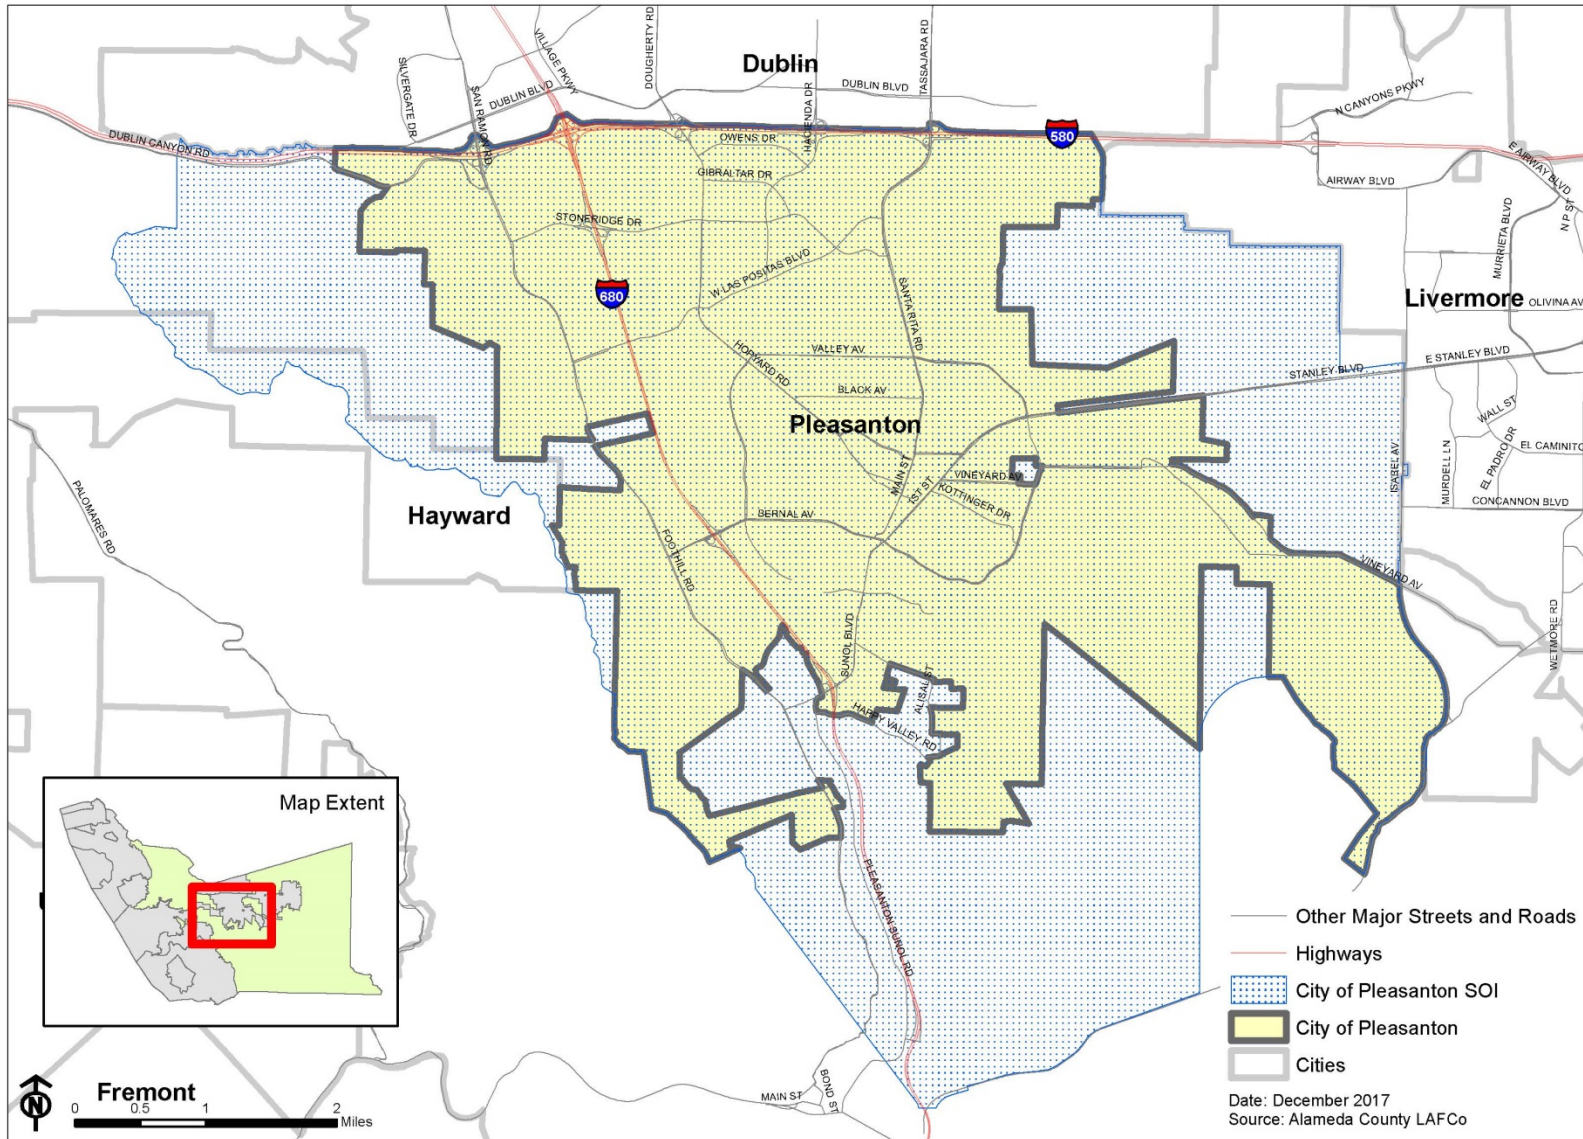 Dublin
SILVERGATE DR
SAN RAMON RD
DUBLIN BLVD
VILLAGE PKWY
DOUGHERTY RD
HACIENDA DR
DUBLIN BLVD
TASSAJARA RD
N CANYONS PKWY
DUBLIN CANYON RD
OWENS DR
580
E AIRWAY BLVD
GIBRALTAR DR
AIRWAY BLVD
N P ST
STONERIDGE DR
MURRIETA BLVD
W LAS POSITAS BLVD
680
SANTA RITA RD
Livermore
OLIVINA AV
HOPYARD RD
VALLEY AV
E STANLEY BLVD
STANLEY BLVD
BLACK AV
Pleasanton
WALL ST
EL CAMINITO
MAIN ST
1ST ST
VINEYARD AV
KOTTINGER DR
ISABEL AV
MURDELL LN
EL PADRO DR
CONCANNON BLVD
PALOMARES RD
Hayward
BERNAL AV
FOOTHILL RD
VINEYARD AV
WETMORE RD
SUNOL BLVD
ALISAL ST
HAPPY VALLEY RD
PLEASANTON SUNOL RD
Map Extent
Other Major Streets and Roads
Highways
City of Pleasanton SOI
City of Pleasanton
Cities
Date: December 2017
Source: Alameda County LAFCo
MAIN ST
BOND ST
N
Fremont
0 0.5 1 2
Miles